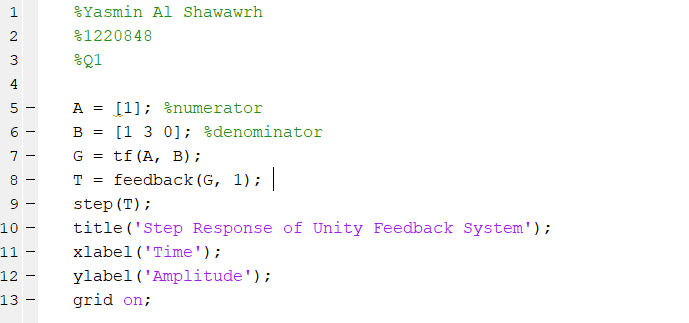 1 %Yasmin Al Shawawrh
2 %1220848
3 %Q1
4
5 – A = [1]; %numerator
6 – B = [1 3 0]; %denominator
7 – G = tf(A, B);
8 – T = feedback(G, 1);
9 – step(T);
10 – title('Step Response of Unity Feedback System');
11 – xlabel('Time');
12 – ylabel('Amplitude');
13 – grid on;